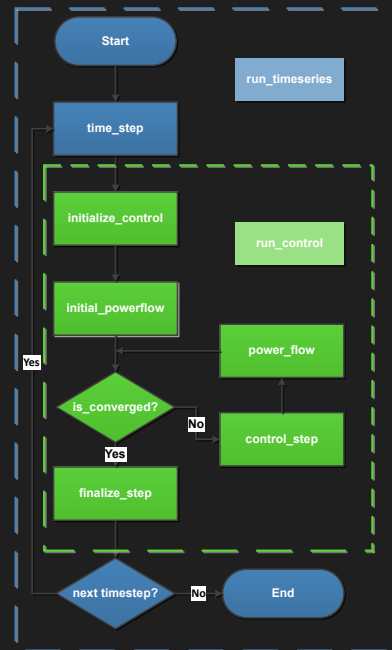 Start
run_timeseries
time_step
initialize_control
run_control
initial_powerflow
power_flow
Yes
is_converged?
No
control_step
Yes
finalize_step
next timestep?
No
End